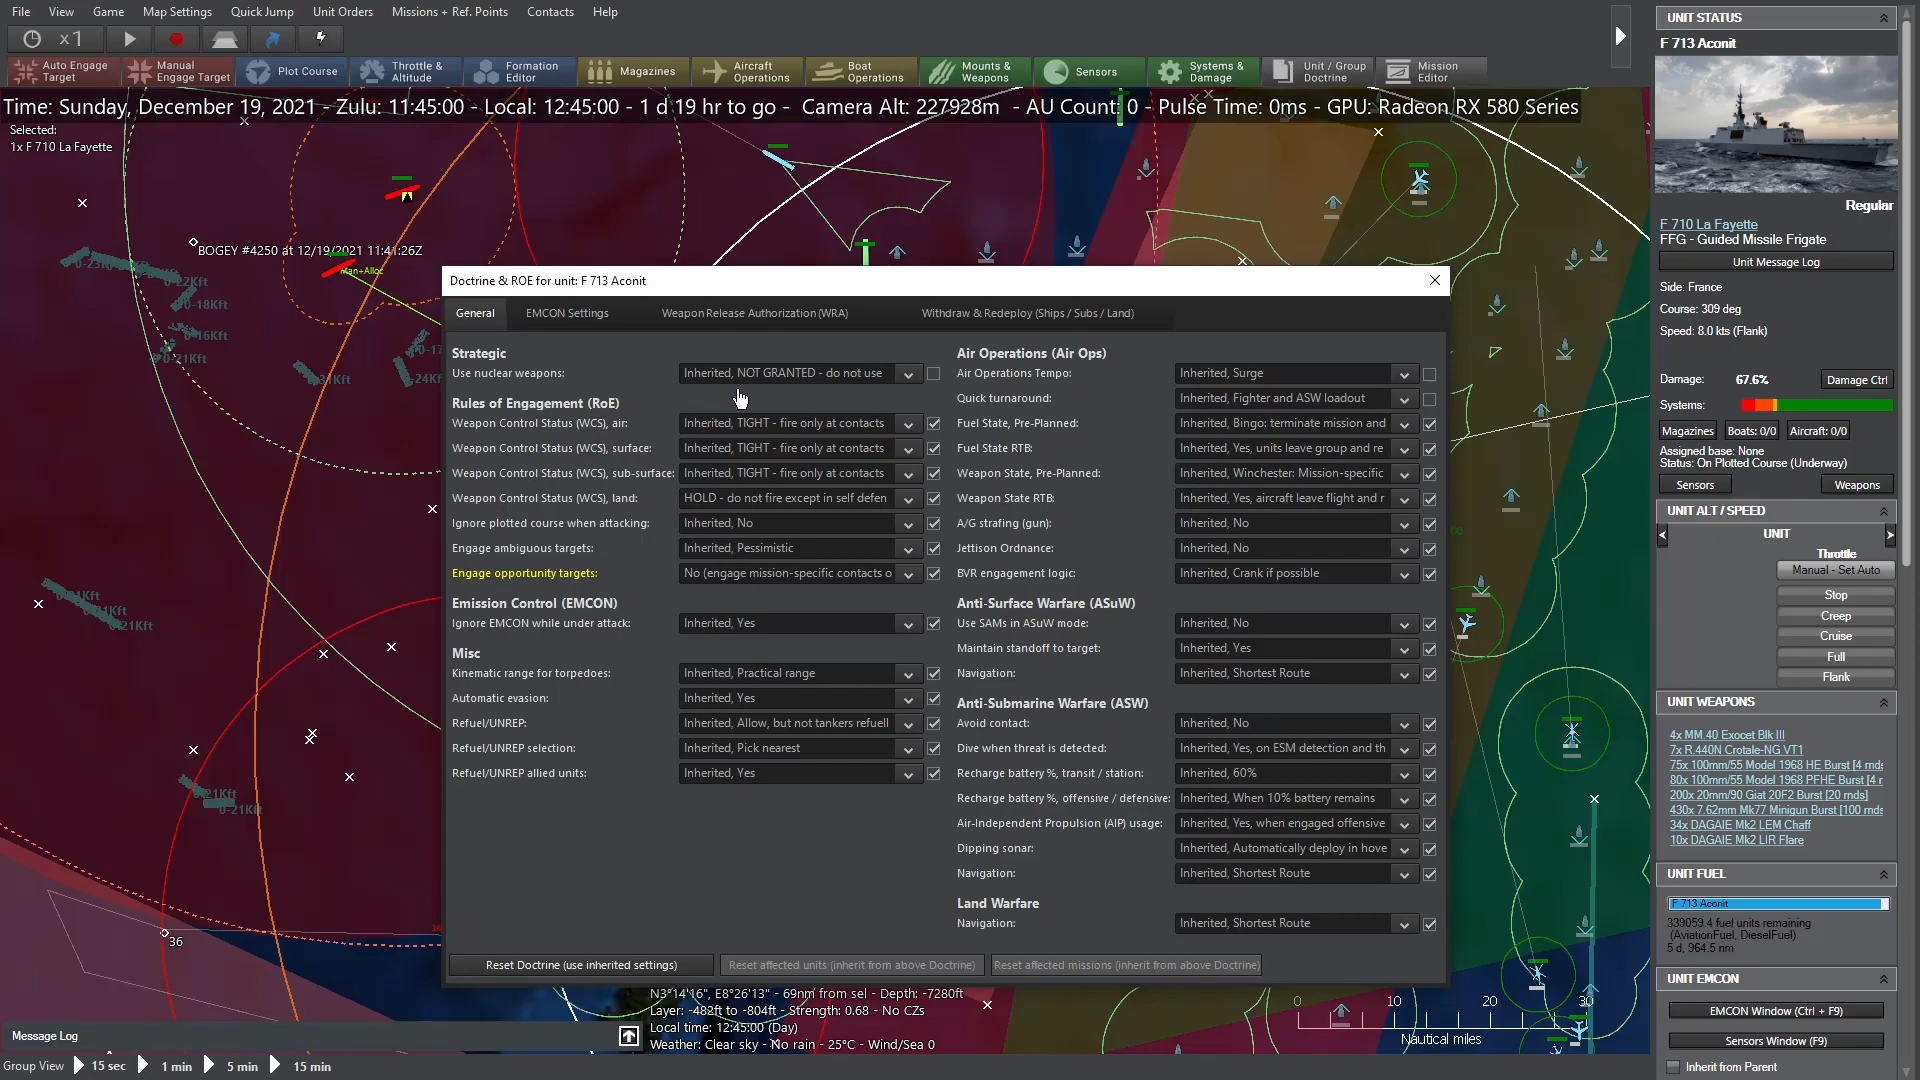 File View Game Map Settings Quick Jump Unit Orders Missions + Ref. Points Contacts Help
x1
Auto Engage Target
Manual Engage Target
Plot Course
Throttle & Altitude
Formation Editor
Magazines
Aircraft Operations
Boat Operations
Mounts & Weapons
Sensors
Systems & Damage
Unit / Group Doctrine
Mission Editor
Time: Sunday, December 19, 2021 - Zulu: 11:45:00 - Local: 12:45:00 - 1 d 19 hr to go - Camera Alt: 227928m - AU Count: 0 - Pulse Time: 0ms - GPU: Radeon RX 580 Series
Selected:
1x F 710 La Fayette
BOGEY #4250 at 12/19/2021 11:41:26Z
Man+Alloc
0-18Kft
0-16Kft
0-21Kft
0-21Kft
36
Doctrine & ROE for unit: F 713 Aconit
General EMCON Settings Weapon Release Authorization (WRA) Withdraw & Redeploy (Ships / Subs / Land)
Strategic
Use nuclear weapons: Inherited, NOT GRANTED - do not use
Rules of Engagement (RoE)
Weapon Control Status (WCS), air: Inherited, TIGHT - fire only at contacts
Weapon Control Status (WCS), surface: Inherited, TIGHT - fire only at contacts
Weapon Control Status (WCS), sub-surface: Inherited, TIGHT - fire only at contacts
Weapon Control Status (WCS), land: HOLD - do not fire except in self defen
Ignore plotted course when attacking: Inherited, No
Engage ambiguous targets: Inherited, Pessimistic
Engage opportunity targets: No (engage mission-specific contacts o
Emission Control (EMCON)
Ignore EMCON while under attack: Inherited, Yes
Misc
Kinematic range for torpedoes: Inherited, Practical range
Automatic evasion: Inherited, Yes
Refuel/UNREP: Inherited, Allow, but not tankers refuell
Refuel/UNREP selection: Inherited, Pick nearest
Refuel/UNREP allied units: Inherited, Yes
Air Operations (Air Ops)
Air Operations Tempo: Inherited, Surge
Quick turnaround: Inherited, Fighter and ASW loadout
Fuel State, Pre-Planned: Inherited, Bingo: terminate mission and
Fuel State RTB: Inherited, Yes, units leave group and re
Weapon State, Pre-Planned: Inherited, Winchester: Mission-specific
Weapon State RTB: Inherited, Yes, aircraft leave flight and r
A/G strafing (gun): Inherited, No
Jettison Ordnance: Inherited, No
BVR engagement logic: Inherited, Crank if possible
Anti-Surface Warfare (ASuW)
Use SAMs in ASuW mode: Inherited, No
Maintain standoff to target: Inherited, Yes
Navigation: Inherited, Shortest Route
Anti-Submarine Warfare (ASW)
Avoid contact: Inherited, No
Dive when threat is detected: Inherited, Yes, on ESM detection and th
Recharge battery %, transit / station: Inherited, 60%
Recharge battery %, offensive / defensive: Inherited, When 10% battery remains
Air-Independent Propulsion (AIP) usage: Inherited, Yes, when engaged offensive
Dipping sonar: Inherited, Automatically deploy in hove
Navigation: Inherited, Shortest Route
Land Warfare
Navigation: Inherited, Shortest Route
Reset Doctrine (use inherited settings) Reset affected units (inherit from above Doctrine) Reset affected missions (inherit from above Doctrine)
N3°14'16", E8°26'13" - 69nm from sel - Depth: -7280ft
Layer: -482ft to -804ft - Strength: 0.68 - No CZs
Local time: 12:45:00 (Day)
Weather: Clear sky - No rain - 25°C - Wind/Sea 0
0 10 20 30
Nautical miles
Message Log
Group View 15 sec 1 min 5 min 15 min
UNIT STATUS
F 713 Aconit
Regular
F 710 La Fayette
FFG - Guided Missile Frigate
Unit Message Log
Side: France
Course: 309 deg
Speed: 8.0 kts (Flank)
Damage: 67.6% Damage Ctrl
Systems:
Magazines Boats: 0/0 Aircraft: 0/0
Assigned base: None
Status: On Plotted Course (Underway)
Sensors Weapons
UNIT ALT / SPEED
UNIT
Throttle
Manual - Set Auto
Stop
Creep
Cruise
Full
Flank
UNIT WEAPONS
4x MM.40 Exocet Blk III
7x R.440N Crotale-NG VT1
75x 100mm/55 Model 1968 HE Burst [4 rnds
80x 100mm/55 Model 1968 PFHE Burst [4 r
200x 20mm/90 Giat 20F2 Burst [20 rnds]
430x 7.62mm Mk77 Minigun Burst [100 rnds
34x DAGAIE Mk2 LEM Chaff
10x DAGAIE Mk2 LIR Flare
UNIT FUEL
F 713 Aconit
339059.4 fuel units remaining
(AviationFuel, DieselFuel)
5 d, 964.5 nm
UNIT EMCON
EMCON Window (Ctrl + F9)
Sensors Window (F9)
Inherit from Parent